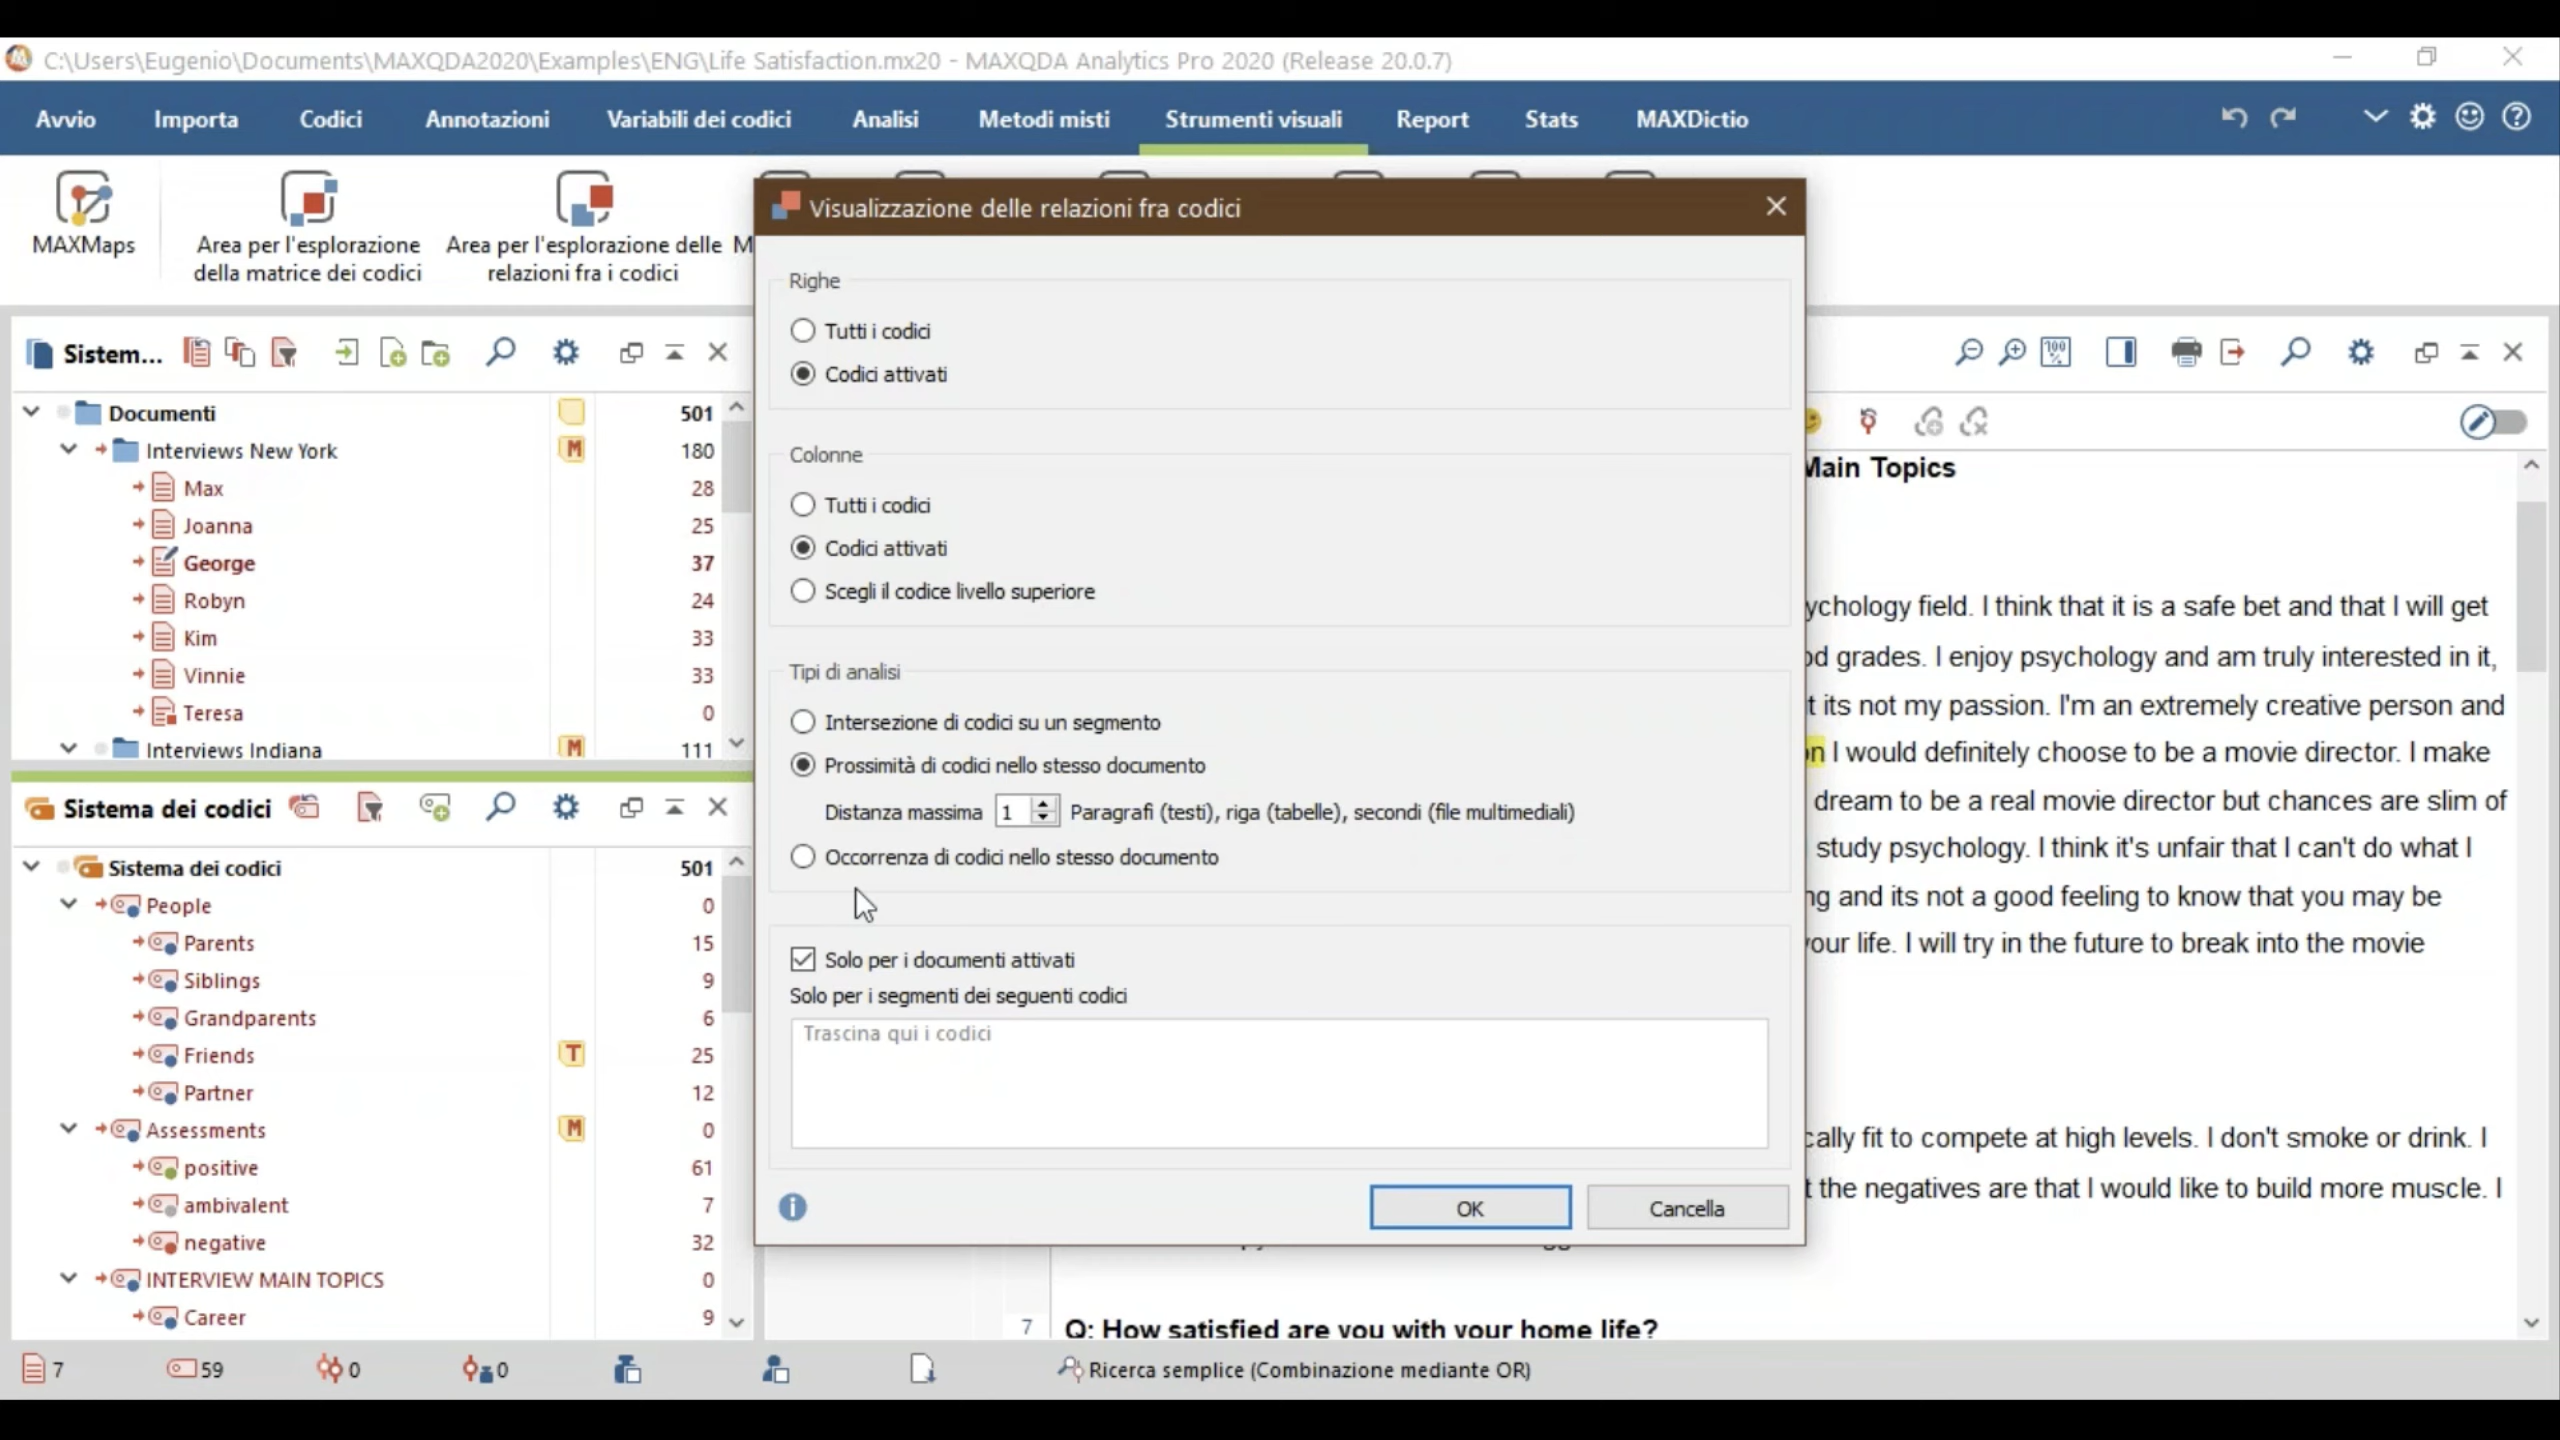 C:\Users\Eugenio\Documents\MAXQDA2020\Examples\ENG\Life Satisfaction.mx20 - MAXQDA Analytics Pro 2020 (Release 20.0.7)
Avvio Importa Codici Annotazioni Variabili dei codici Analisi Metodi misti Strumenti visuali Report Stats MAXDictio
MAXMaps
Area per l'esplorazione della matrice dei codici
Area per l'esplorazione delle relazioni fra i codici
M
Visualizzazione delle relazioni fra codici
Righe
Tutti i codici
Codici attivati
Colonne
Tutti i codici
Codici attivati
Scegli il codice livello superiore
Tipi di analisi
Intersezione di codici su un segmento
Prossimità di codici nello stesso documento
Distanza massima 1 Paragrafi (testi), riga (tabelle), secondi (file multimediali)
Occorrenza di codici nello stesso documento
Solo per i documenti attivati
Solo per i segmenti dei seguenti codici
Trascina qui i codici
OK Cancella
Sistem...
Documenti 501
Interviews New York M 180
Max 28
Joanna 25
George 37
Robyn 24
Kim 33
Vinnie 33
Teresa 0
Interviews Indiana M 111
Sistema dei codici
Sistema dei codici 501
People 0
Parents 15
Siblings 9
Grandparents 6
Friends T 25
Partner 12
Assessments M 0
positive 61
ambivalent 7
negative 32
INTERVIEW MAIN TOPICS 0
Career 9
100 %
Main Topics
ychology field. I think that it is a safe bet and that I will get
od grades. I enjoy psychology and am truly interested in it,
t its not my passion. I'm an extremely creative person and
on I would definitely choose to be a movie director. I make
dream to be a real movie director but chances are slim of
study psychology. I think it's unfair that I can't do what I
ng and its not a good feeling to know that you may be
your life. I will try in the future to break into the movie
cally fit to compete at high levels. I don't smoke or drink. I
t the negatives are that I would like to build more muscle. I
7 Q: How satisfied are you with your home life?
7 59 0 0 Ricerca semplice (Combinazione mediante OR)